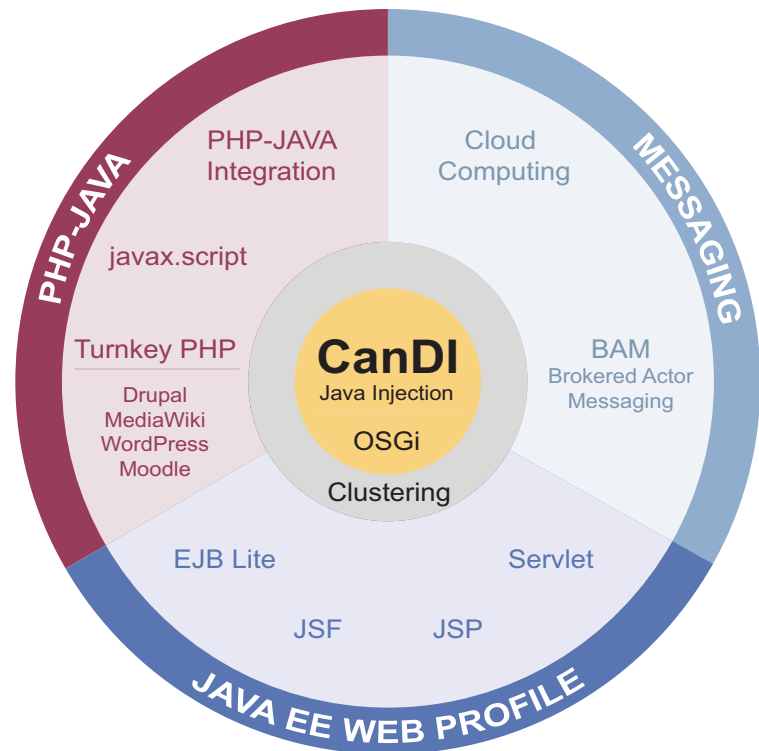 PHP-JAVA
PHP-JAVA
Integration
javax.script
Turnkey PHP
Drupal
MediaWiki
WordPress
Moodle
MESSAGING
Cloud
Computing
BAM
Brokered Actor
Messaging
CanDI
Java Injection
OSGi
Clustering
EJB Lite
Servlet
JSF
JSP
JAVA EE WEB PROFILE